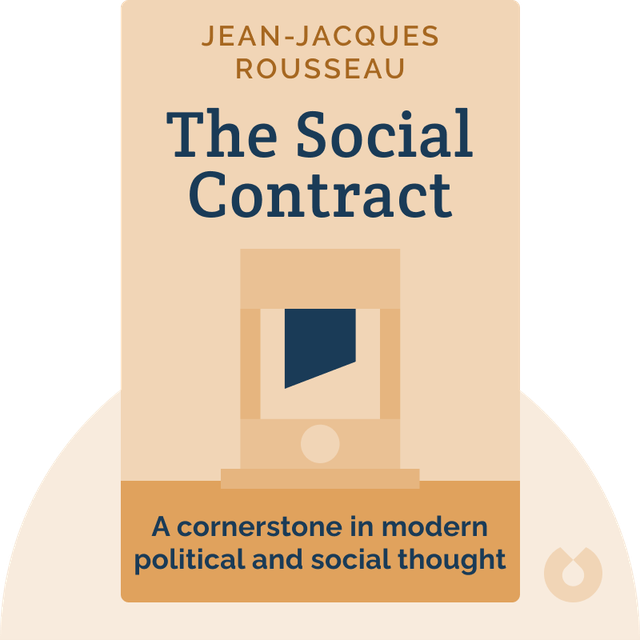 JEAN-JACQUES
ROUSSEAU
The Social
Contract
A cornerstone in modern
political and social thought